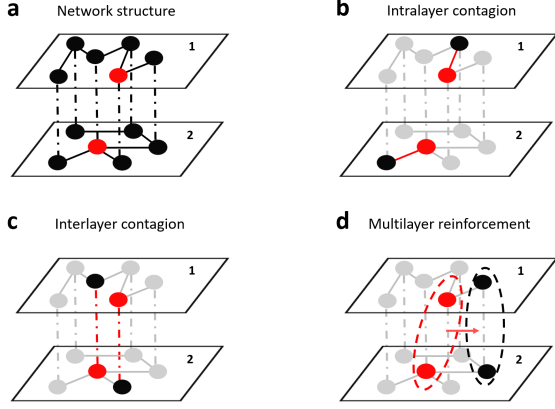 a Network structure
1
2
b Intralayer contagion
1
2
c Interlayer contagion
1
2
d Multilayer reinforcement
1
2